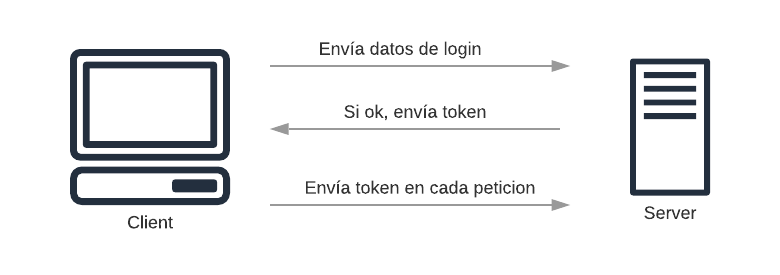 Envía datos de login
Si ok, envía token
Envía token en cada peticion
Client
Server